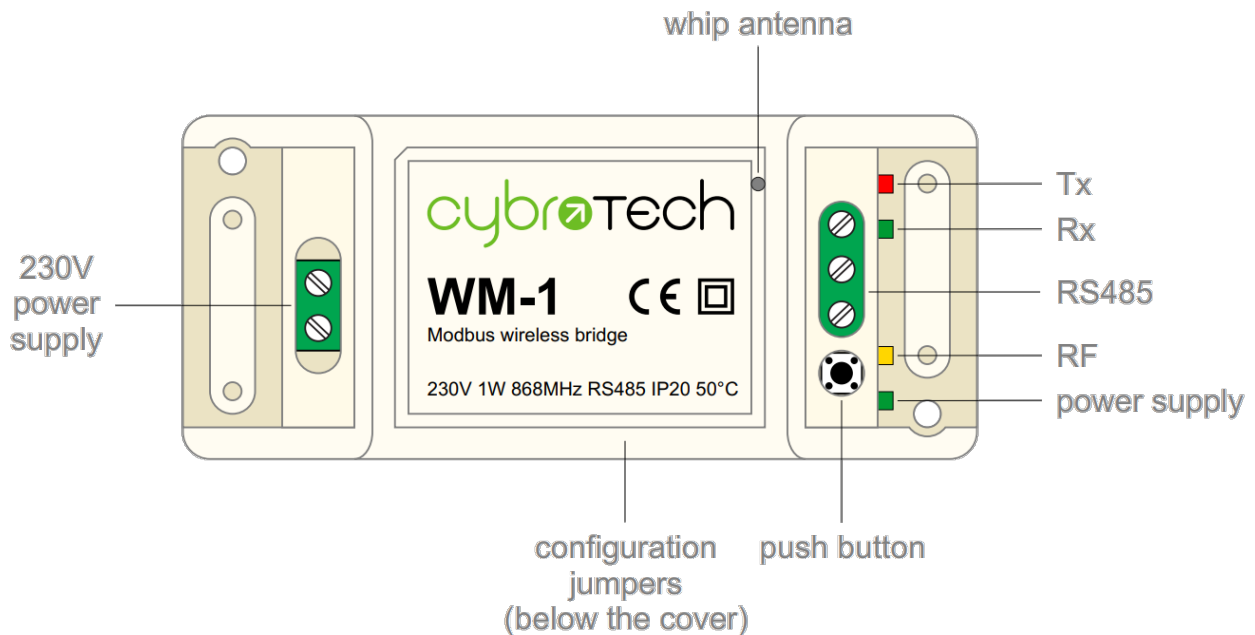 whip antenna
cybrotech
WM-1 CE
Modbus wireless bridge
230V 1W 868MHz RS485 IP20 50°C
230V
power
supply
Tx
Rx
RS485
RF
power supply
configuration
jumpers
(below the cover)
push button